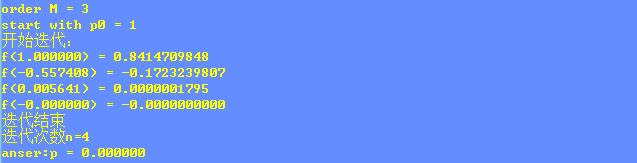 order M = 3
start with p0 = 1
开始迭代：
f(1.000000) = 0.8414709848
f(-0.557408) = -0.1723239807
f(0.005641) = 0.0000001795
f(-0.000000) = -0.0000000000
迭代结束
迭代次数n=4
anser:p = 0.000000